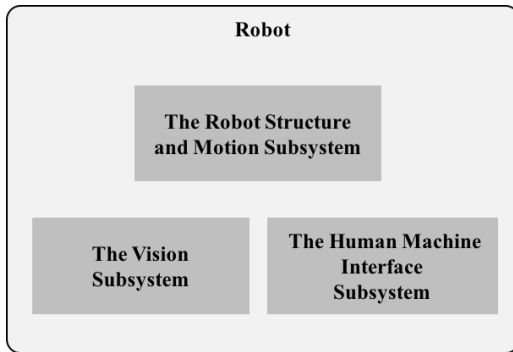 Robot
The Robot Structure
and Motion Subsystem
The Vision
Subsystem
The Human Machine
Interface
Subsystem